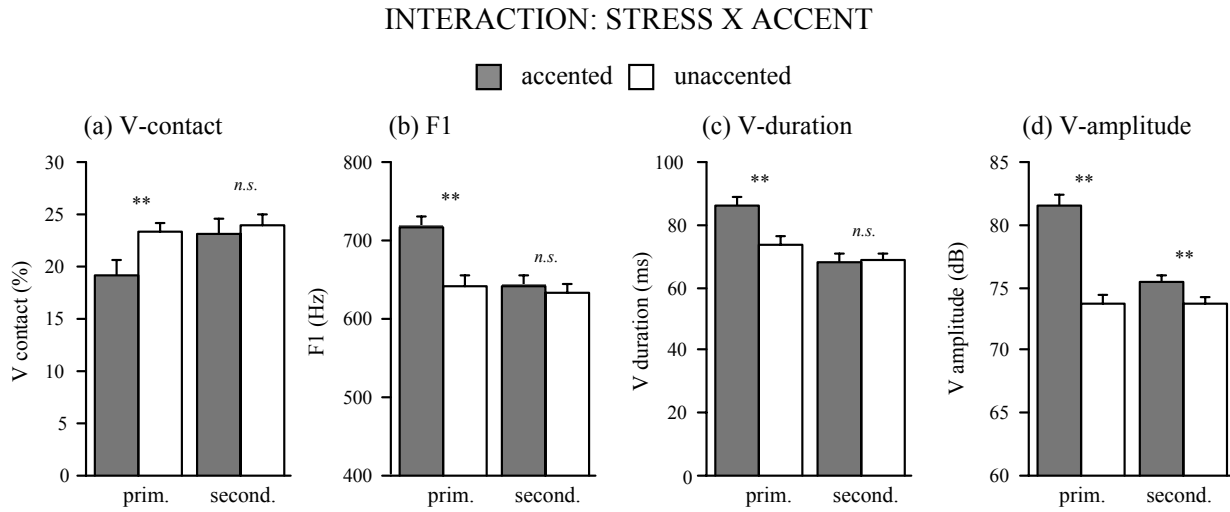 INTERACTION: STRESS X ACCENT
accented unaccented
(a) V-contact
V contact (%)
30
25
20
15
10
5
0
**
n.s.
prim. second.
(b) F1
F1 (Hz)
800
700
600
500
400
**
n.s.
prim. second.
(c) V-duration
V duration (ms)
100
80
60
40
20
0
**
n.s.
prim. second.
(d) V-amplitude
V amplitude (dB)
85
80
75
70
65
60
**
**
prim. second.